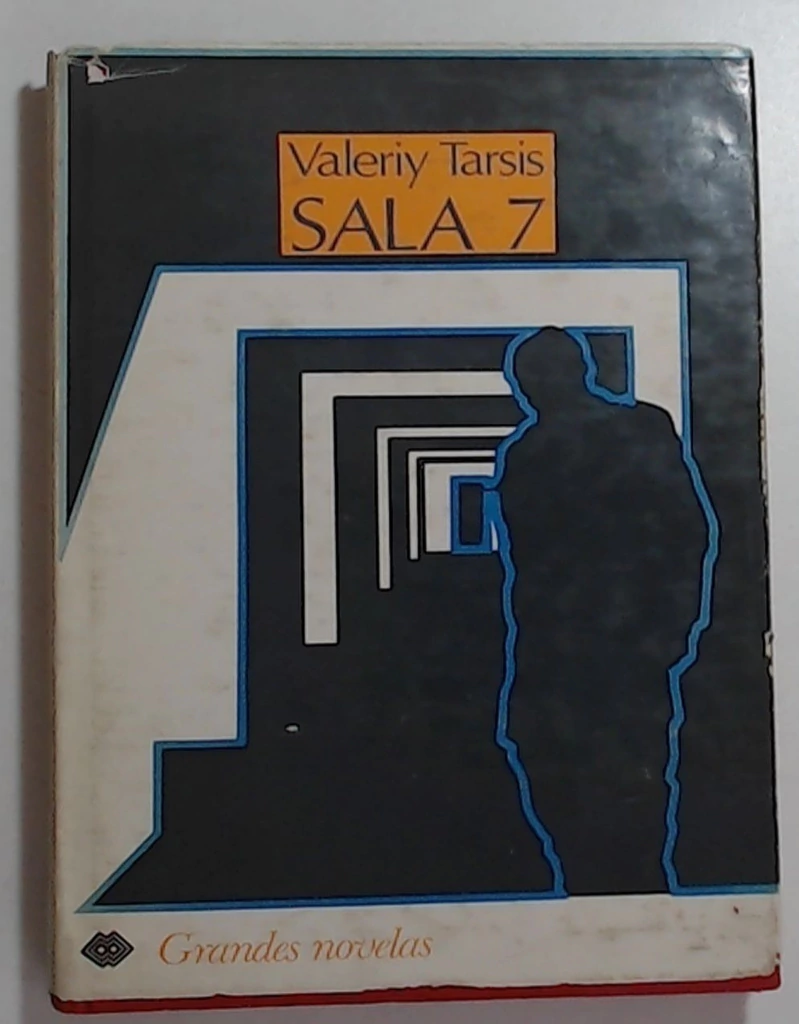 Valeriy Tarsis
SALA 7
Grandes novelas